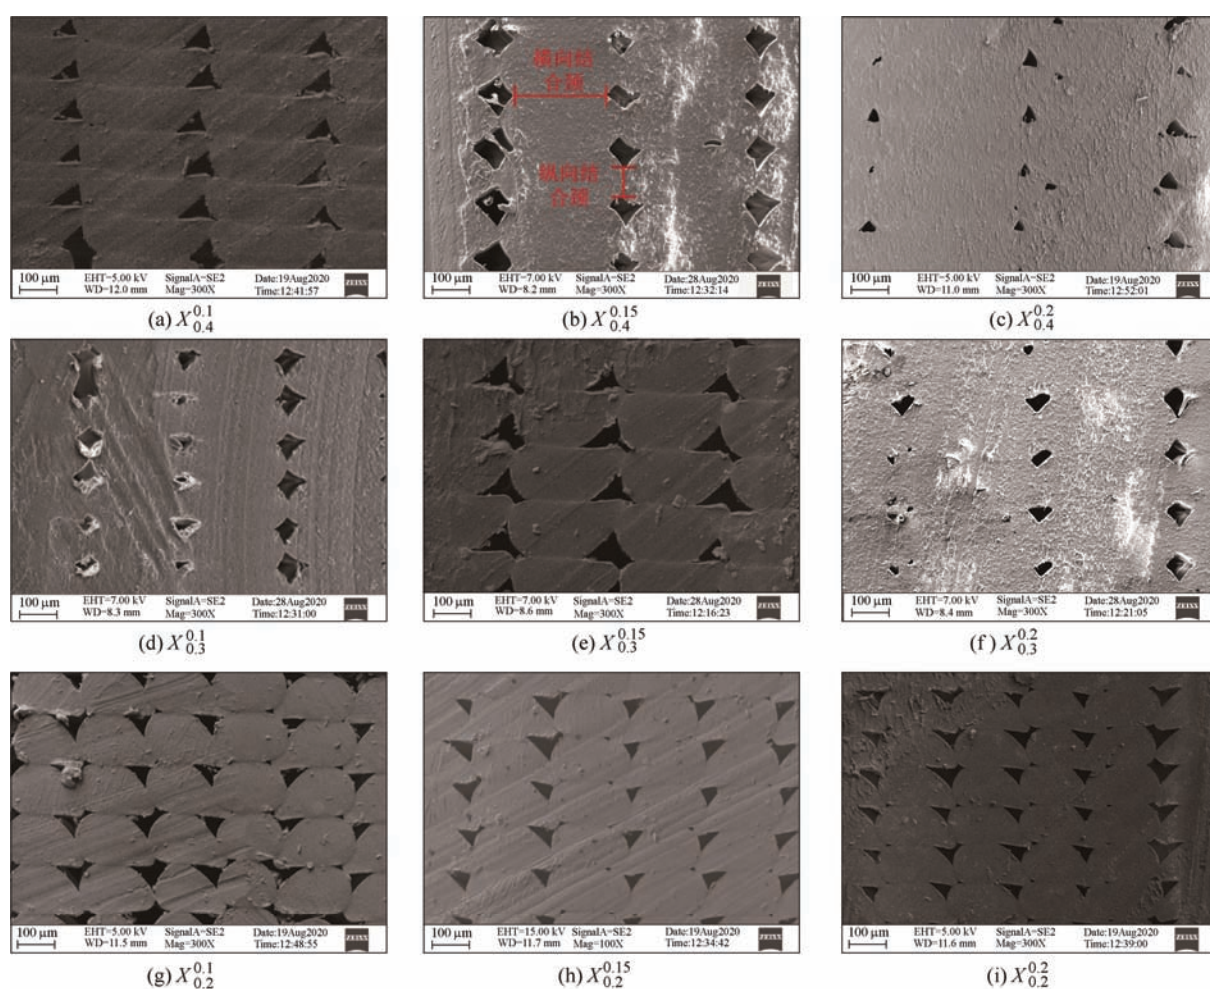 横向结
合颈
纵向结
合颈
100 μm EHT=5.00 kV SignalA=SE2 Date:19Aug2020
WD=12.0 mm Mag=300X Time:12:41:57 ZEISS
(a) X 0.1 0.4
100 μm EHT=7.00 kV SignalA=SE2 Date:28Aug2020
WD=8.2 mm Mag=300X Time:12:32:14 ZEISS
(b) X 0.15 0.4
100 μm EHT=5.00 kV SignalA=SE2 Date:19Aug2020
WD=11.0 mm Mag=300X Time:12:52:01 ZEISS
(c) X 0.2 0.4
100 μm EHT=7.00 kV SignalA=SE2 Date:28Aug2020
WD=8.3 mm Mag=300X Time:12:31:00 ZEISS
(d) X 0.1 0.3
100 μm EHT=7.00 kV SignalA=SE2 Date:28Aug2020
WD=8.6 mm Mag=300X Time:12:16:23 ZEISS
(e) X 0.15 0.3
100 μm EHT=7.00 kV SignalA=SE2 Date:28Aug2020
WD=8.4 mm Mag=300X Time:12:21:05 ZEISS
(f) X 0.2 0.3
100 μm EHT=5.00 kV SignalA=SE2 Date:19Aug2020
WD=11.5 mm Mag=300X Time:12:48:55 ZEISS
(g) X 0.1 0.2
100 μm EHT=15.00 kV SignalA=SE2 Date:19Aug2020
WD=11.7 mm Mag=100X Time:12:34:42 ZEISS
(h) X 0.15 0.2
100 μm EHT=5.00 kV SignalA=SE2 Date:19Aug2020
WD=11.6 mm Mag=300X Time:12:39:00 ZEISS
(i) X 0.2 0.2